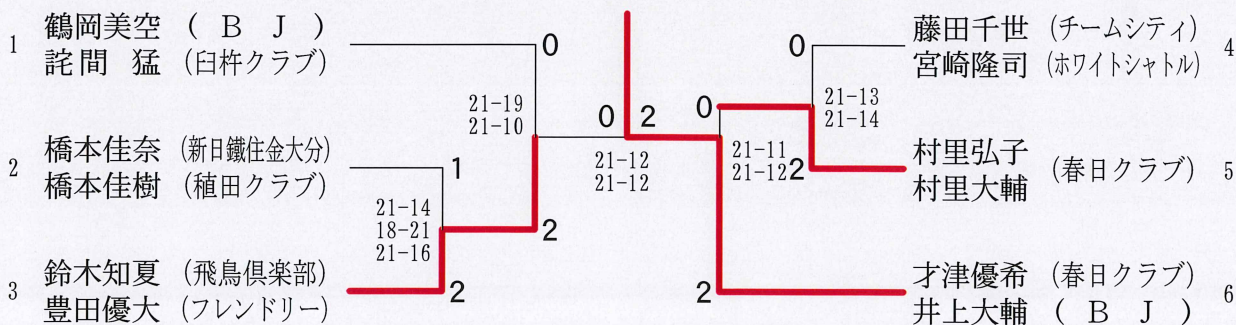 1
鶴岡美空 （ Ｂ Ｊ ）
詫間 猛 （臼杵クラブ）
0
21-19
21-10
2
橋本佳奈 （新日鐵住金大分）
橋本佳樹 （稙田クラブ）
1
21-14
18-21
21-16
2
3
鈴木知夏 （飛鳥倶楽部）
豊田優大 （フレンドリー）
2
0 2
21-12
21-12
藤田千世 （チームシティ）
宮崎隆司 （ホワイトシャトル）
4
0
21-13
21-14
0
21-11
21-12
2
村里弘子
村里大輔
（春日クラブ）
5
2
才津優希 （春日クラブ）
井上大輔 （ Ｂ Ｊ ）
6